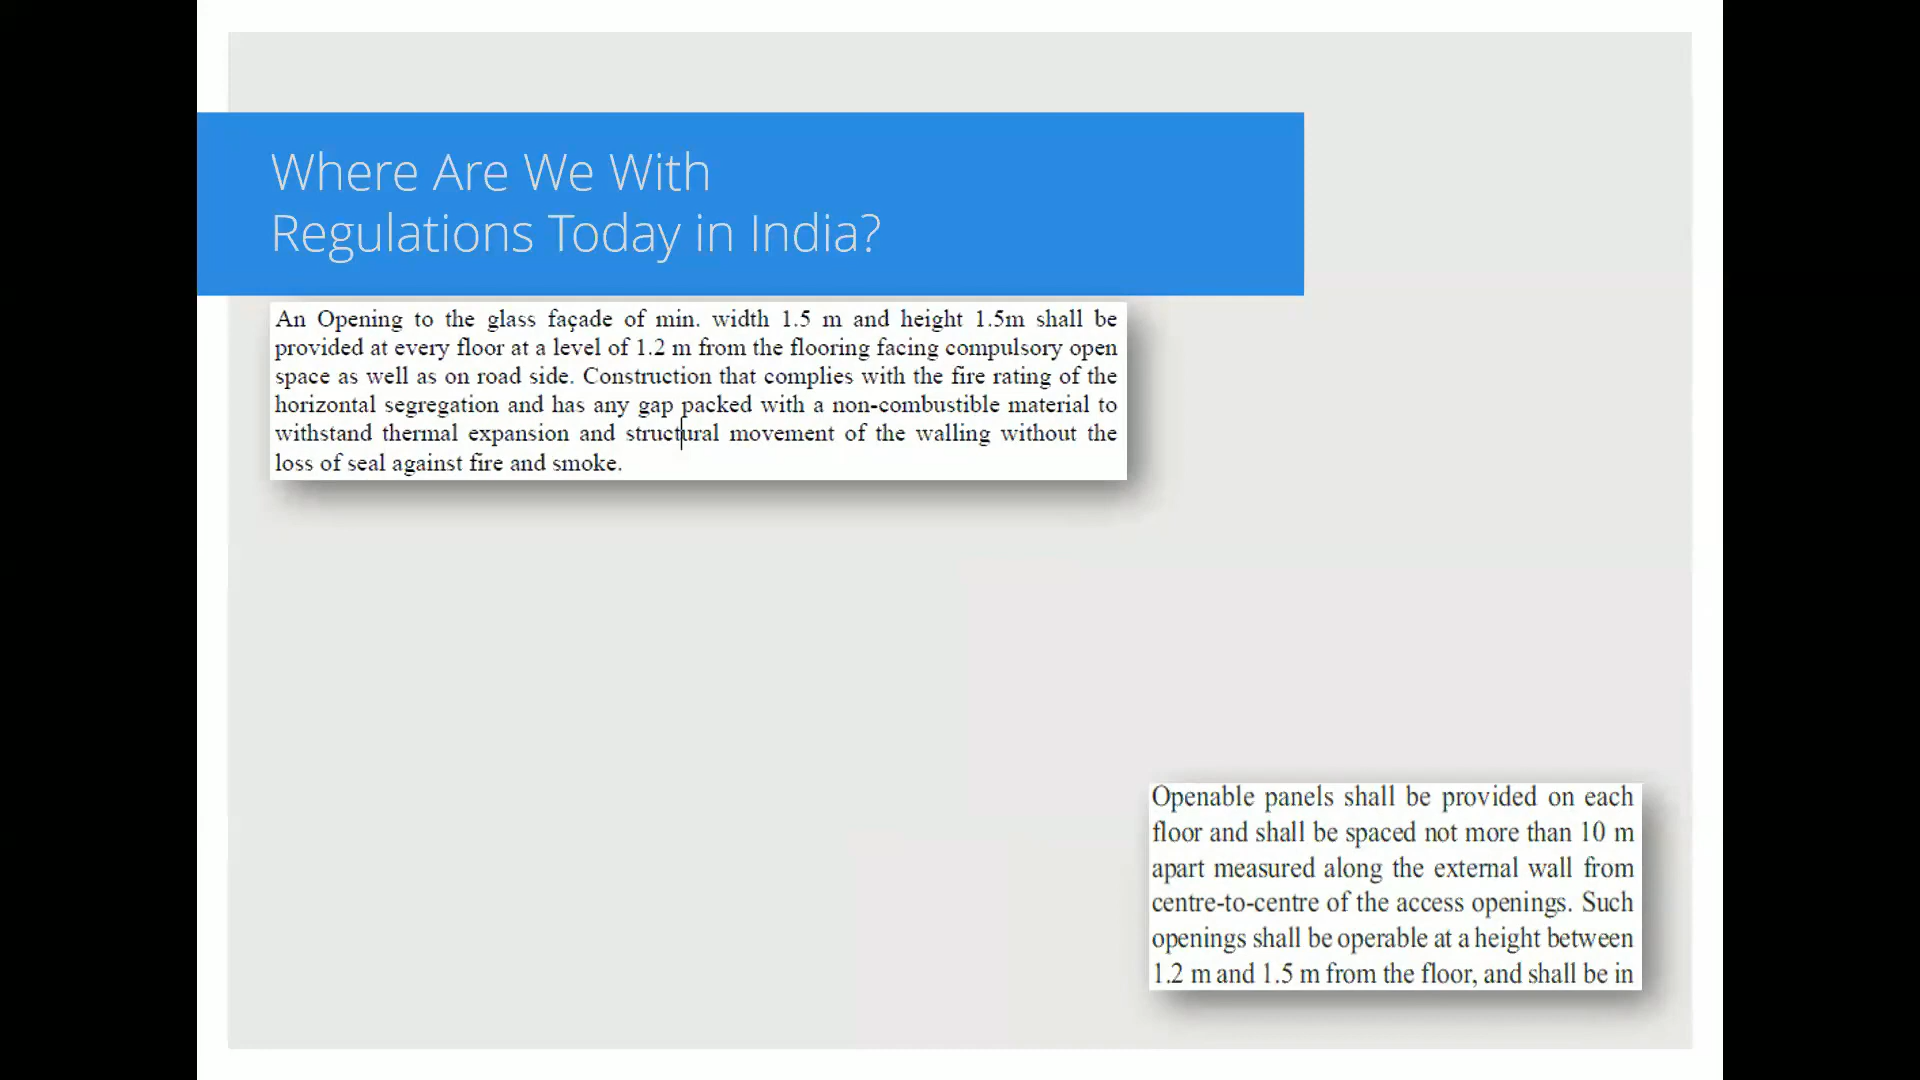 Where Are We With
Regulations Today in India?
An Opening to the glass façade of min. width 1.5 m and height 1.5m shall be
provided at every floor at a level of 1.2 m from the flooring facing compulsory open
space as well as on road side. Construction that complies with the fire rating of the
horizontal segregation and has any gap packed with a non-combustible material to
withstand thermal expansion and structural movement of the walling without the
loss of seal against fire and smoke.
Openable panels shall be provided on each
floor and shall be spaced not more than 10 m
apart measured along the external wall from
centre-to-centre of the access openings. Such
openings shall be operable at a height between
1.2 m and 1.5 m from the floor, and shall be in